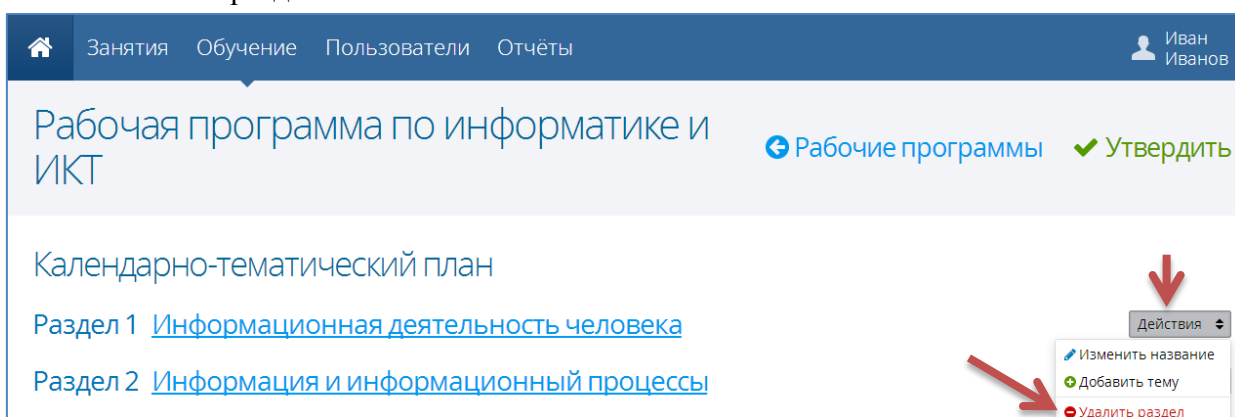 Занятия Обучение Пользователи Отчёты Иван
Иванов
Рабочая программа по информатике и
ИКТ
Рабочие программы Утвердить
Календарно-тематический план
Раздел 1 Информационная деятельность человека
Действия
Изменить название
Раздел 2 Информация и информационный процессы
Добавить тему
Удалить раздел